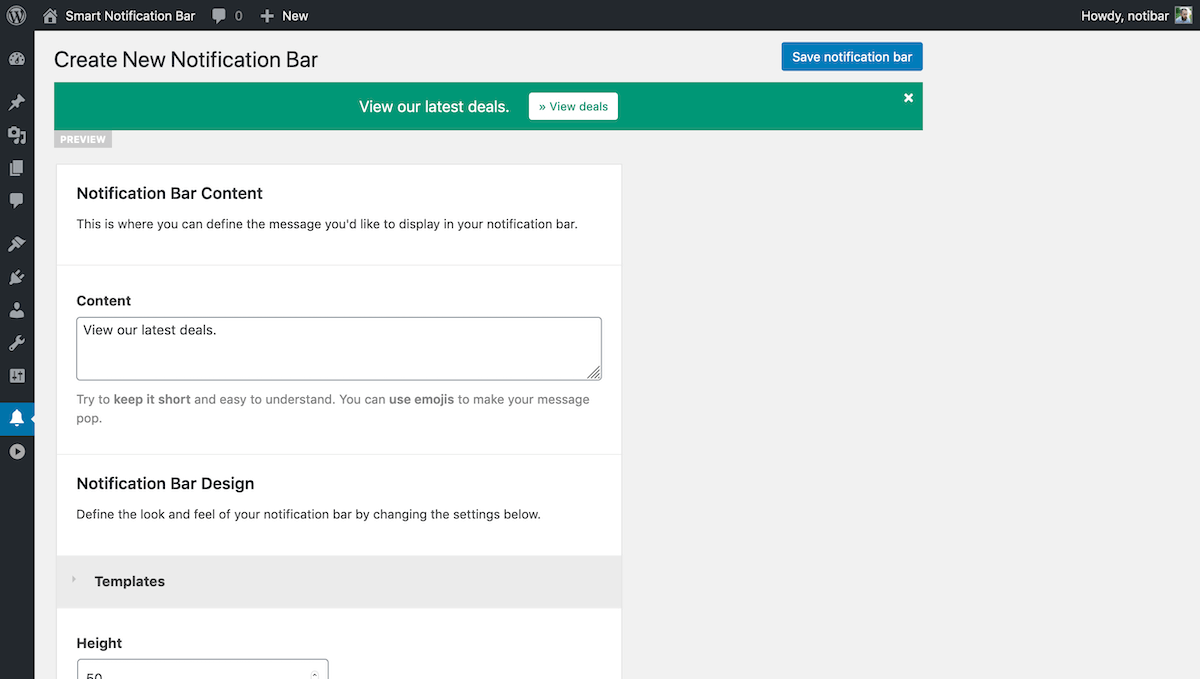 Smart Notification Bar
0
New
Howdy, notibar
Create New Notification Bar
Save notification bar
View our latest deals.
» View deals
PREVIEW
Notification Bar Content
This is where you can define the message you'd like to display in your notification bar.
Content
View our latest deals.
Try to keep it short and easy to understand. You can use emojis to make your message
pop.
Notification Bar Design
Define the look and feel of your notification bar by changing the settings below.
Templates
Height
50